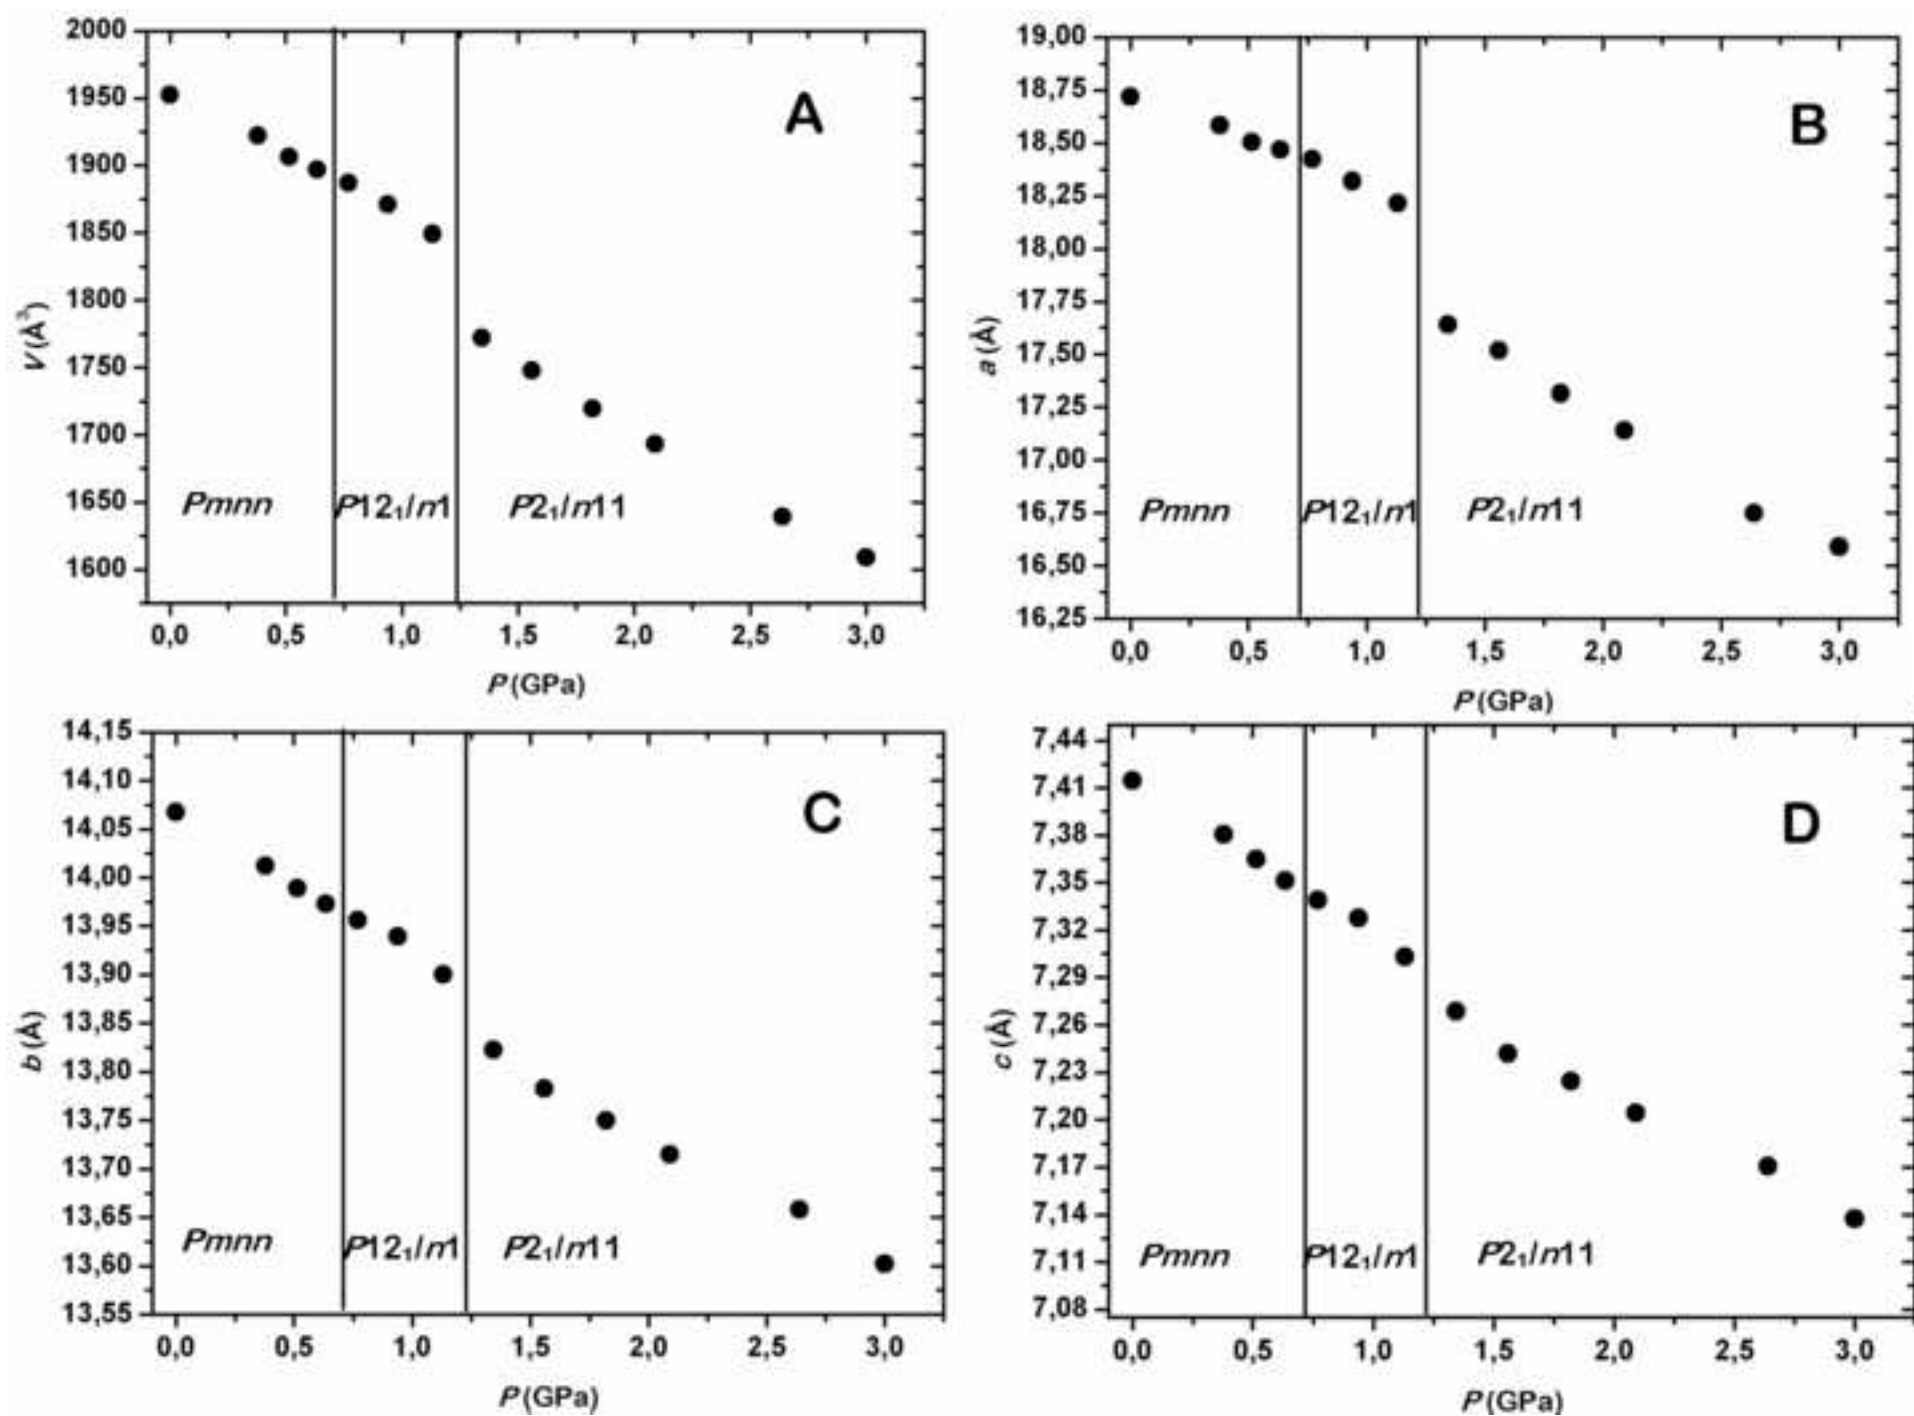 A
V (Å³)
2000
1950
1900
1850
1800
1750
1700
1650
1600
Pmnn
P12₁/n1
P2₁/n11
0,0 0,5 1,0 1,5 2,0 2,5 3,0
P (GPa)
B
a (Å)
19,00
18,75
18,50
18,25
18,00
17,75
17,50
17,25
17,00
16,75
16,50
16,25
Pmnn
P12₁/n1
P2₁/n11
0,0 0,5 1,0 1,5 2,0 2,5 3,0
P (GPa)
C
b (Å)
14,15
14,10
14,05
14,00
13,95
13,90
13,85
13,80
13,75
13,70
13,65
13,60
13,55
Pmnn
P12₁/n1
P2₁/n11
0,0 0,5 1,0 1,5 2,0 2,5 3,0
P (GPa)
D
c (Å)
7,44
7,41
7,38
7,35
7,32
7,29
7,26
7,23
7,20
7,17
7,14
7,11
7,08
Pmnn
P12₁/n1
P2₁/n11
0,0 0,5 1,0 1,5 2,0 2,5 3,0
P (GPa)